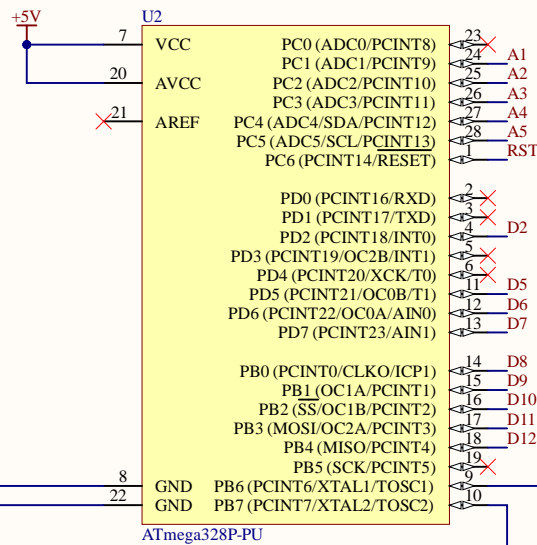 +5V
U2
7 VCC
20 AVCC
21 AREF
8 GND
22 GND
PC0 (ADC0/PCINT8) 23
PC1 (ADC1/PCINT9) 24 A1
PC2 (ADC2/PCINT10) 25 A2
PC3 (ADC3/PCINT11) 26 A3
PC4 (ADC4/SDA/PCINT12) 27 A4
PC5 (ADC5/SCL/PCINT13) 28 A5
PC6 (PCINT14/RESET) 1 RST
PD0 (PCINT16/RXD) 2
PD1 (PCINT17/TXD) 3
PD2 (PCINT18/INT0) 4 D2
PD3 (PCINT19/OC2B/INT1) 5
PD4 (PCINT20/XCK/T0) 6
PD5 (PCINT21/OC0B/T1) 11 D5
PD6 (PCINT22/OC0A/AIN0) 12 D6
PD7 (PCINT23/AIN1) 13 D7
PB0 (PCINT0/CLKO/ICP1) 14 D8
PB1 (OC1A/PCINT1) 15 D9
PB2 (SS/OC1B/PCINT2) 16 D10
PB3 (MOSI/OC2A/PCINT3) 17 D11
PB4 (MISO/PCINT4) 18 D12
PB5 (SCK/PCINT5) 19
PB6 (PCINT6/XTAL1/TOSC1) 9
PB7 (PCINT7/XTAL2/TOSC2) 10
ATmega328P-PU